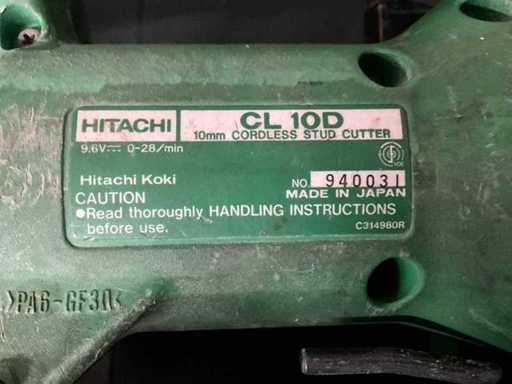 HITACHI CL 10D
10mm CORDLESS STUD CUTTER
9.6V⎓ 0-28/min
Hitachi Koki NO. 940031
CAUTION MADE IN JAPAN
●Read thoroughly HANDLING INSTRUCTIONS
before use. C314980R
>PA6-GF30<